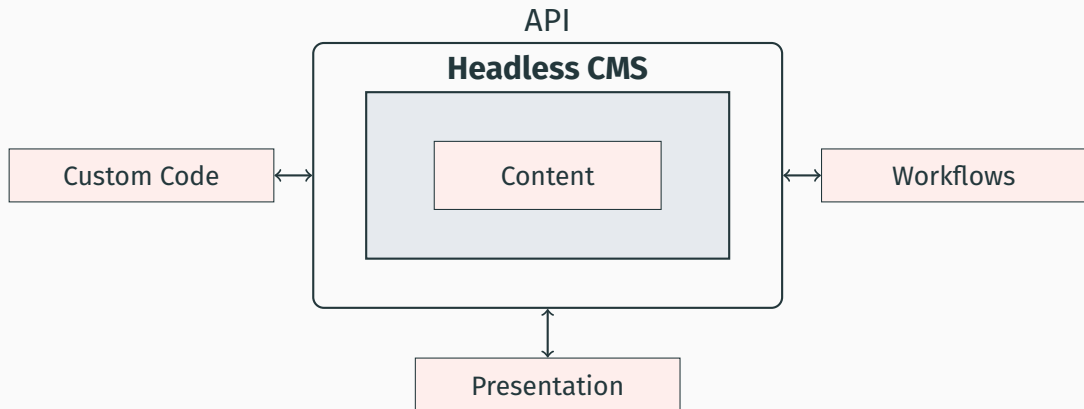 API
Headless CMS
Custom Code
Content
Workflows
Presentation